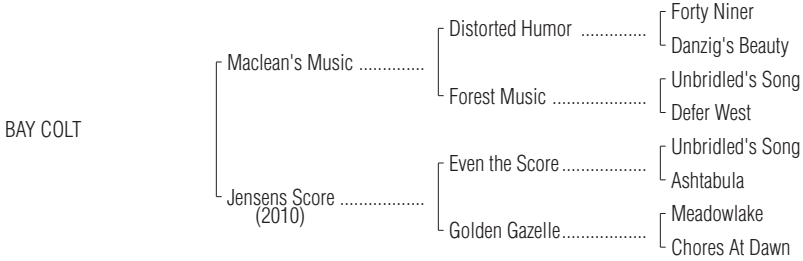 Forty Niner
Distorted Humor ..............
Danzig's Beauty
Maclean's Music ..............
Unbridled's Song
Forest Music ....................
Defer West
BAY COLT
Unbridled's Song
Even the Score..................
Ashtabula
Jensens Score ..................
(2010)
Meadowlake
Golden Gazelle..................
Chores At Dawn